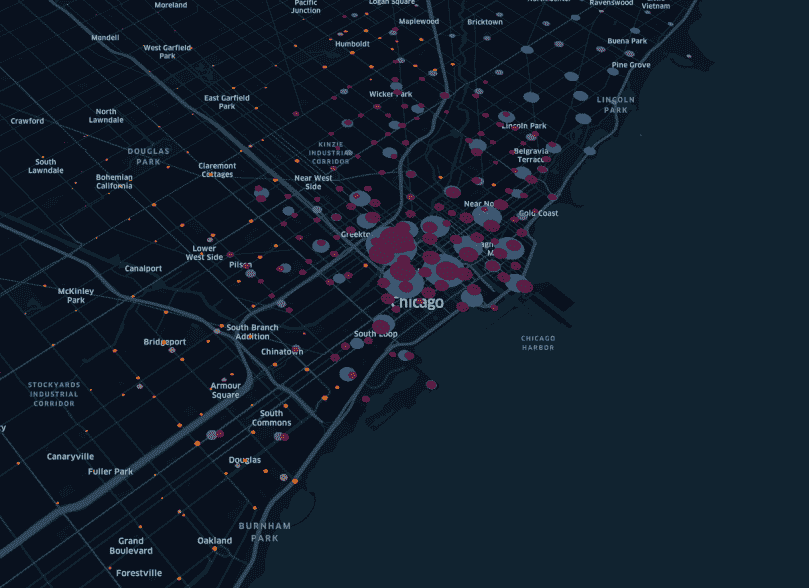 Moreland
Pacific
Junction
Logan Square
Ravenswood
Vietnam
Maplewood
Bricktown
Mandell
West Garfield
Park
Humboldt
Buena Park
Pine Grove
Wicker Park
East Garfield
Park
LINCOLN
PARK
Crawford
North
Lawndale
Lincoln Park
DOUGLAS
PARK
KINZIE
INDUSTRIAL
CORRIDOR
Belgravia
Terrace
South
Lawndale
Claremont
Cottages
Bohemian
California
Near West
Side
Near No
Gold Coast
Greekto
Lower
West Side
Pilsen
Canalport
McKinley
Park
Chicago
South Branch
Addition
South Loop
Bridgeport
Chinatown
CHICAGO
HARBOR
STOCKYARDS
INDUSTRIAL
CORRIDOR
Armour
Square
South
Commons
Canaryville
Fuller Park
Douglas
BURNHAM
PARK
Grand
Boulevard
Oakland
Forestville